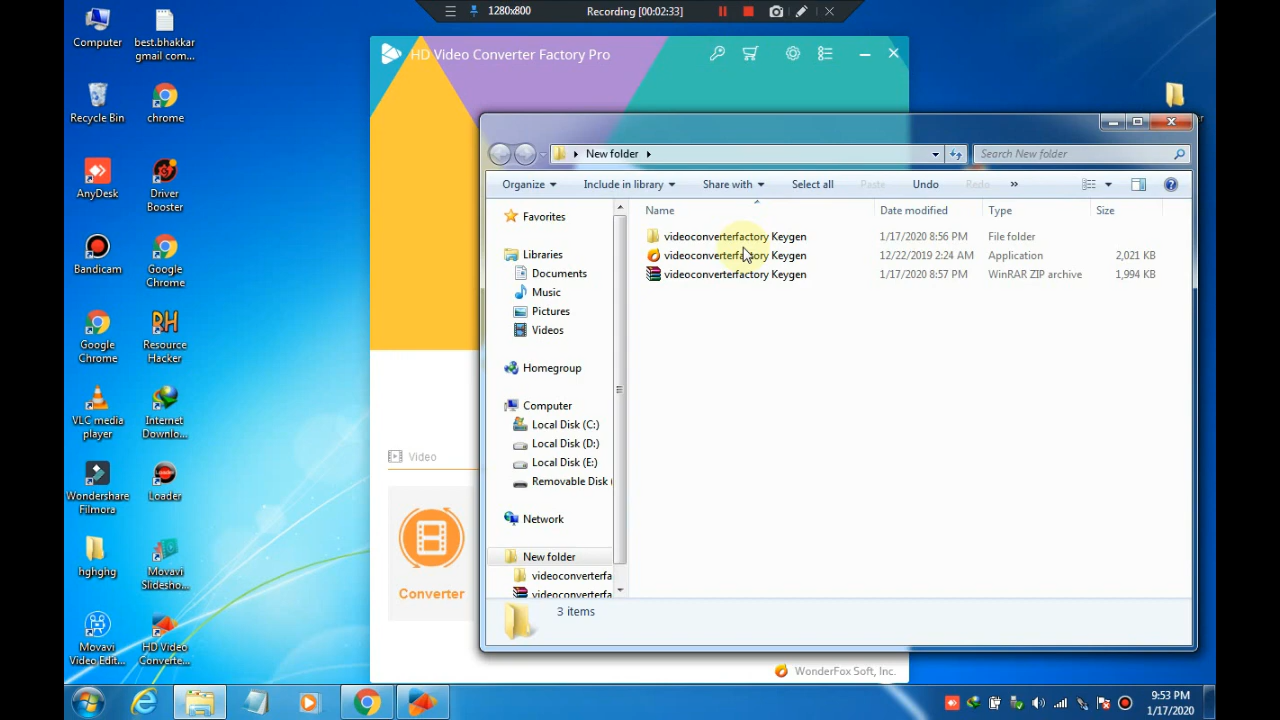 1280x800
Recording [00:02:33]
Computer
best.bhakkar
gmail com...
HD Video Converter Factory Pro
Recycle Bin
chrome
New folder
Search New folder
Organize
Include in library
Share with
Select all
Paste
Undo
Redo
»
AnyDesk
Driver
Booster
Favorites
Name
Date modified
Type
Size
videoconverterfactory Keygen
1/17/2020 8:56 PM
File folder
videoconverterfactory Keygen
12/22/2019 2:24 AM
Application
2,021 KB
videoconverterfactory Keygen
1/17/2020 8:57 PM
WinRAR ZIP archive
1,994 KB
Libraries
Documents
Music
Pictures
Videos
Bandicam
Google
Chrome
Google
Chrome
RH
Resource
Hacker
Homegroup
Computer
Local Disk (C:)
Local Disk (D:)
Local Disk (E:)
Removable Disk (
VLC media
player
Internet
Downlo...
Video
Wondershare
Filmora
Loader
Network
New folder
videoconverterfa
videoconverterfa
hghghg
Movavi
Slidesho...
Converter
3 items
Movavi
Video Edit...
HD Video
Converte...
WonderFox Soft, Inc.
9:53 PM
1/17/2020